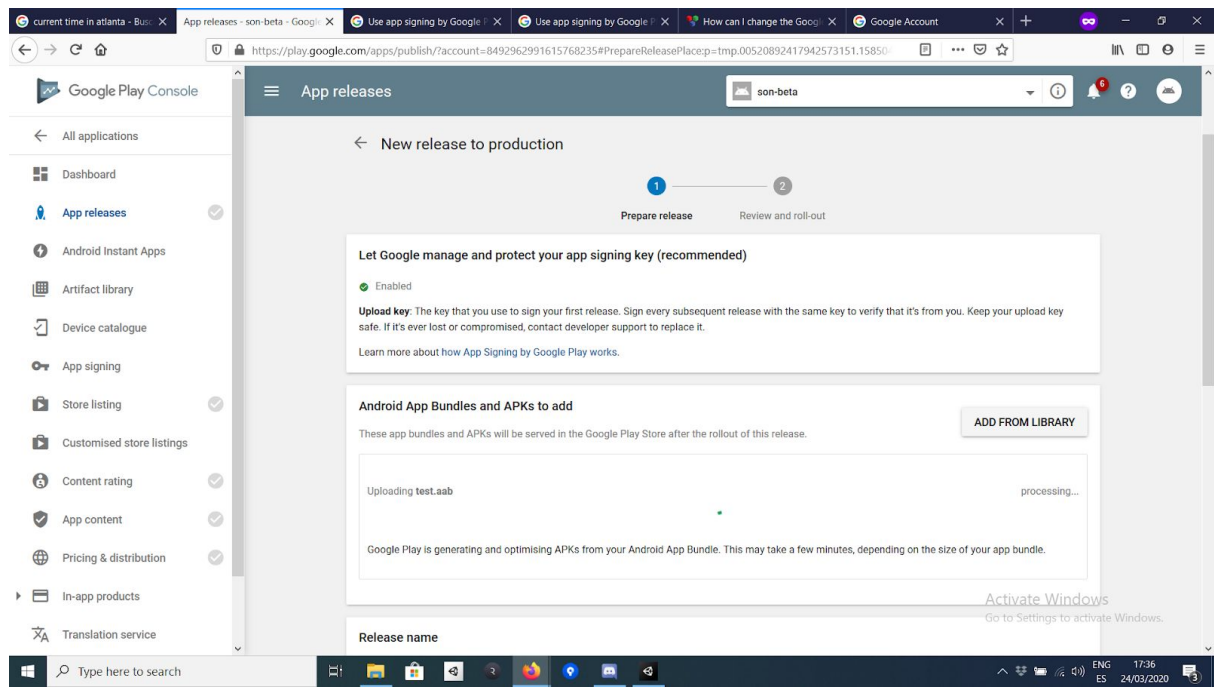 current time in atlanta - Busc
App releases - son-beta - Google
Use app signing by Google P
Use app signing by Google P
How can I change the Googl
Google Account
https://play.google.com/apps/publish/?account=8492962991615768235#PrepareReleasePlace:p=tmp.00520892417942573151.15850
Google Play Console
App releases
son-beta
6
All applications
Dashboard
App releases
Android Instant Apps
Artifact library
Device catalogue
App signing
Store listing
Customised store listings
Content rating
App content
Pricing & distribution
In-app products
Translation service
New release to production
1
2
Prepare release
Review and roll-out
Let Google manage and protect your app signing key (recommended)
Enabled
Upload key: The key that you use to sign your first release. Sign every subsequent release with the same key to verify that it's from you. Keep your upload key
safe. If it's ever lost or compromised, contact developer support to replace it.
Learn more about how App Signing by Google Play works.
Android App Bundles and APKs to add
ADD FROM LIBRARY
These app bundles and APKs will be served in the Google Play Store after the rollout of this release.
Uploading test.aab
processing...
Google Play is generating and optimising APKs from your Android App Bundle. This may take a few minutes, depending on the size of your app bundle.
Release name
Activate Windows
Go to Settings to activate Windows.
Type here to search
ENG
ES
17:36
24/03/2020
3